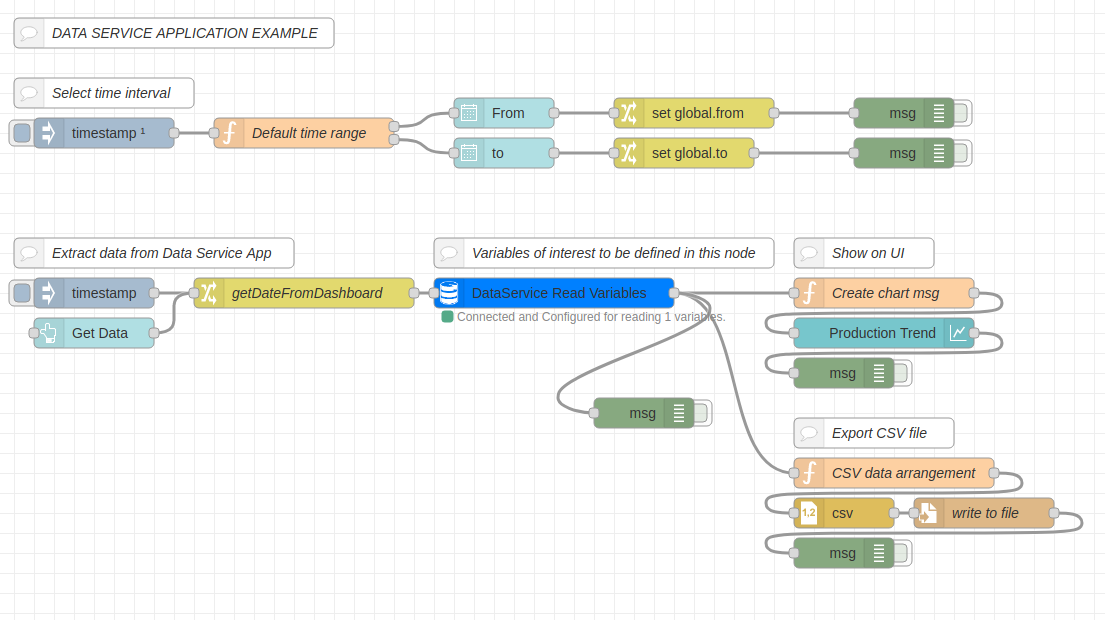 DATA SERVICE APPLICATION EXAMPLE
Select time interval
timestamp ¹
Default time range
From
set global.from
msg
to
set global.to
msg
Extract data from Data Service App
Variables of interest to be defined in this node
Show on UI
timestamp
getDateFromDashboard
DataService Read Variables
Create chart msg
Connected and Configured for reading 1 variables.
Get Data
Production Trend
msg
msg
Export CSV file
CSV data arrangement
1,2
csv
write to file
msg